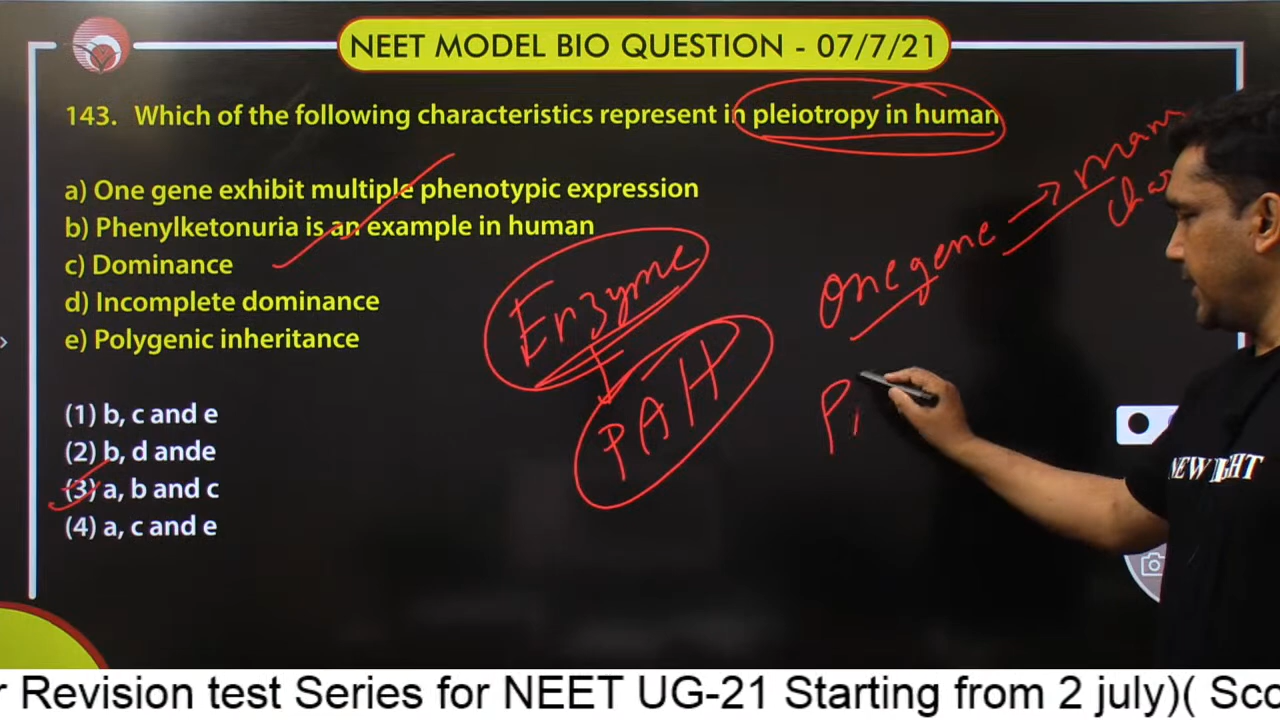 NEET MODEL BIO QUESTION - 07/7/21
143. Which of the following characteristics represent in pleiotropy in human
a) One gene exhibit multiple phenotypic expression
b) Phenylketonuria is an example in human
c) Dominance
d) Incomplete dominance
e) Polygenic inheritance
(1) b, c and e
(2) b, d ande
(3) a, b and c
(4) a, c and e
Enzyme
PAH
One gene → many
NEW
r Revision test Series for NEET UG-21 Starting from 2 july)( Sco